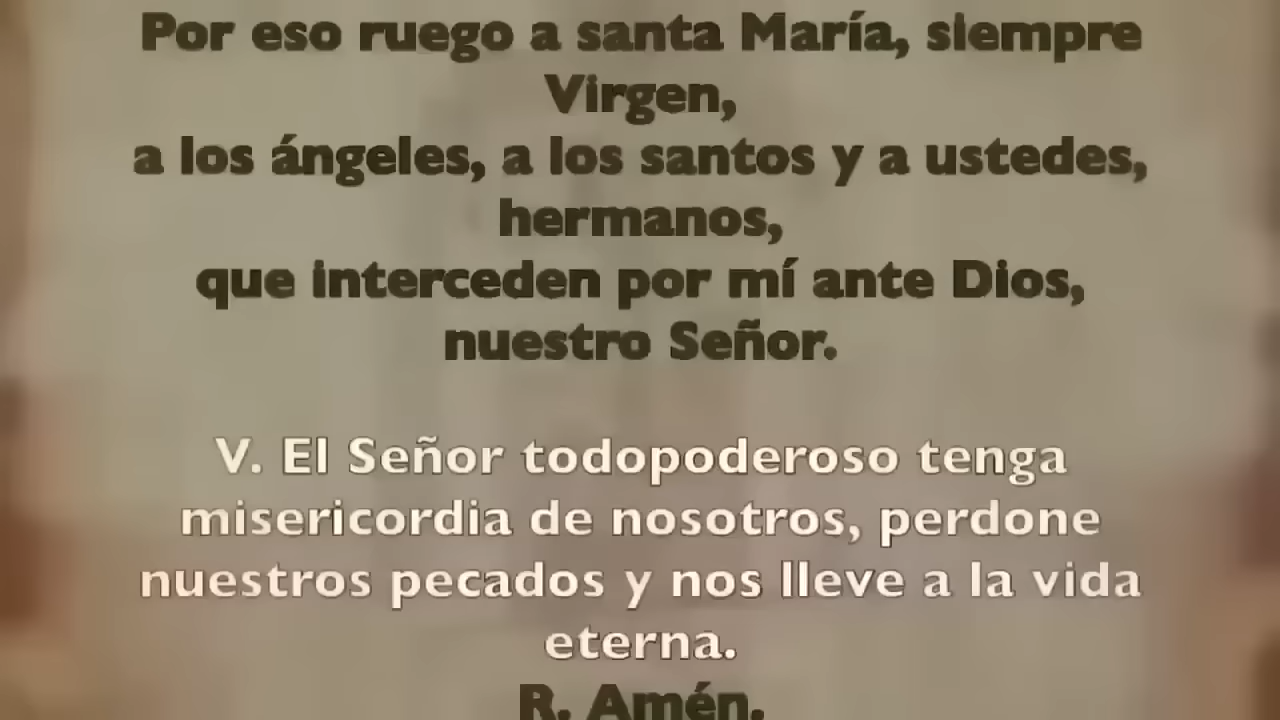 Por eso ruego a santa María, siempre
Virgen,
a los ángeles, a los santos y a ustedes,
hermanos,
que interceden por mí ante Dios,
nuestro Señor.
V. El Señor todopoderoso tenga
misericordia de nosotros, perdone
nuestros pecados y nos lleve a la vida
eterna.
R. Amén.